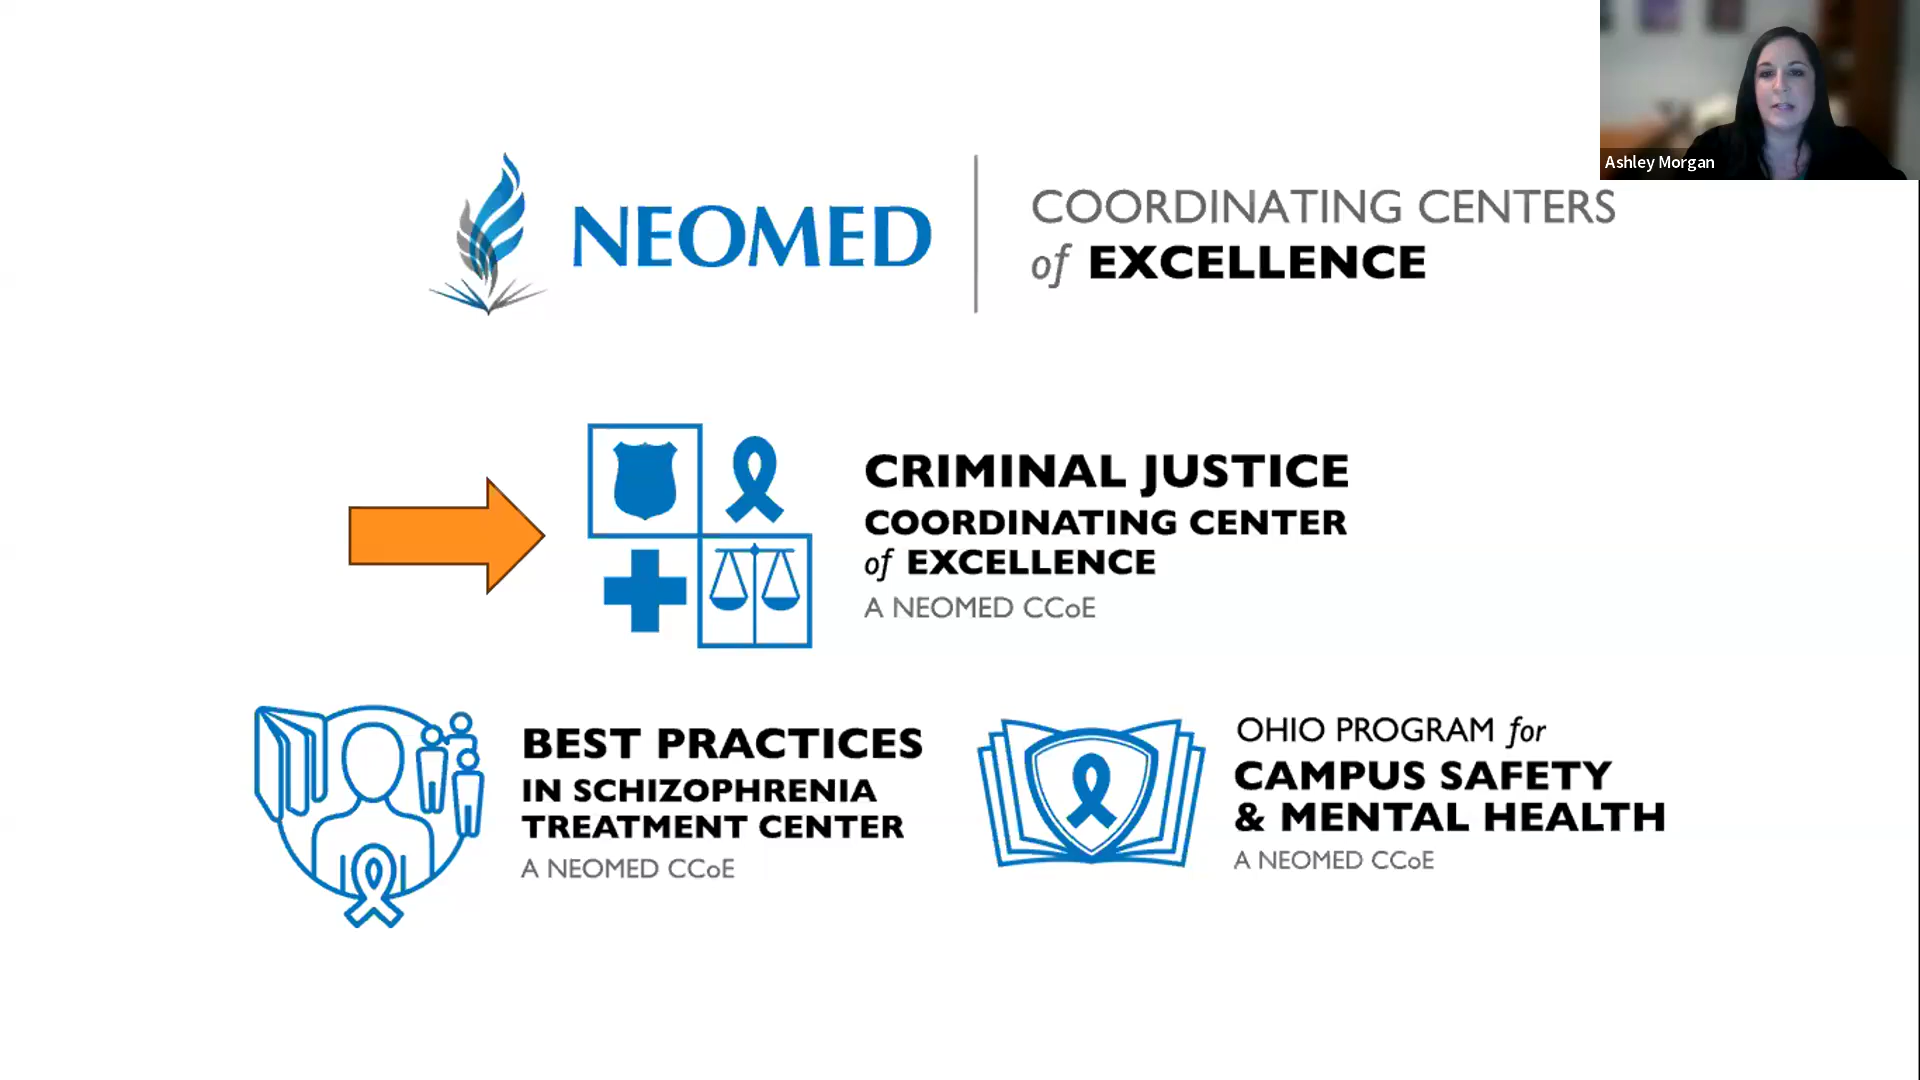 Ashley Morgan
NEOMED
COORDINATING CENTERS
of EXCELLENCE
CRIMINAL JUSTICE
COORDINATING CENTER
of EXCELLENCE
A NEOMED CCoE
BEST PRACTICES
IN SCHIZOPHRENIA
TREATMENT CENTER
A NEOMED CCoE
OHIO PROGRAM for
CAMPUS SAFETY
& MENTAL HEALTH
A NEOMED CCoE